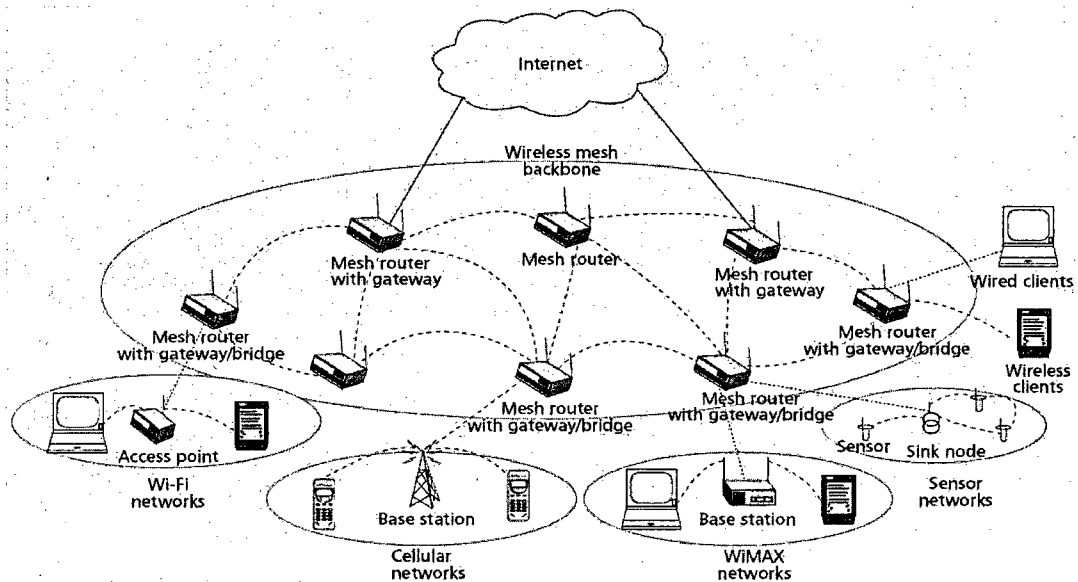 Internet
Wireless mesh
backbone
Mesh router
with gateway
Mesh router
Mesh router
with gateway
Wired clients
Mesh router
with gateway/bridge
Mesh router
with gateway/bridge
Wireless
clients
Mesh router
with gateway/bridge
Mesh router
with gateway/bridge
Access point
Wi-Fi
networks
Sensor
Sink node
Sensor
networks
Base station
Cellular
networks
Base station
WiMAX
networks